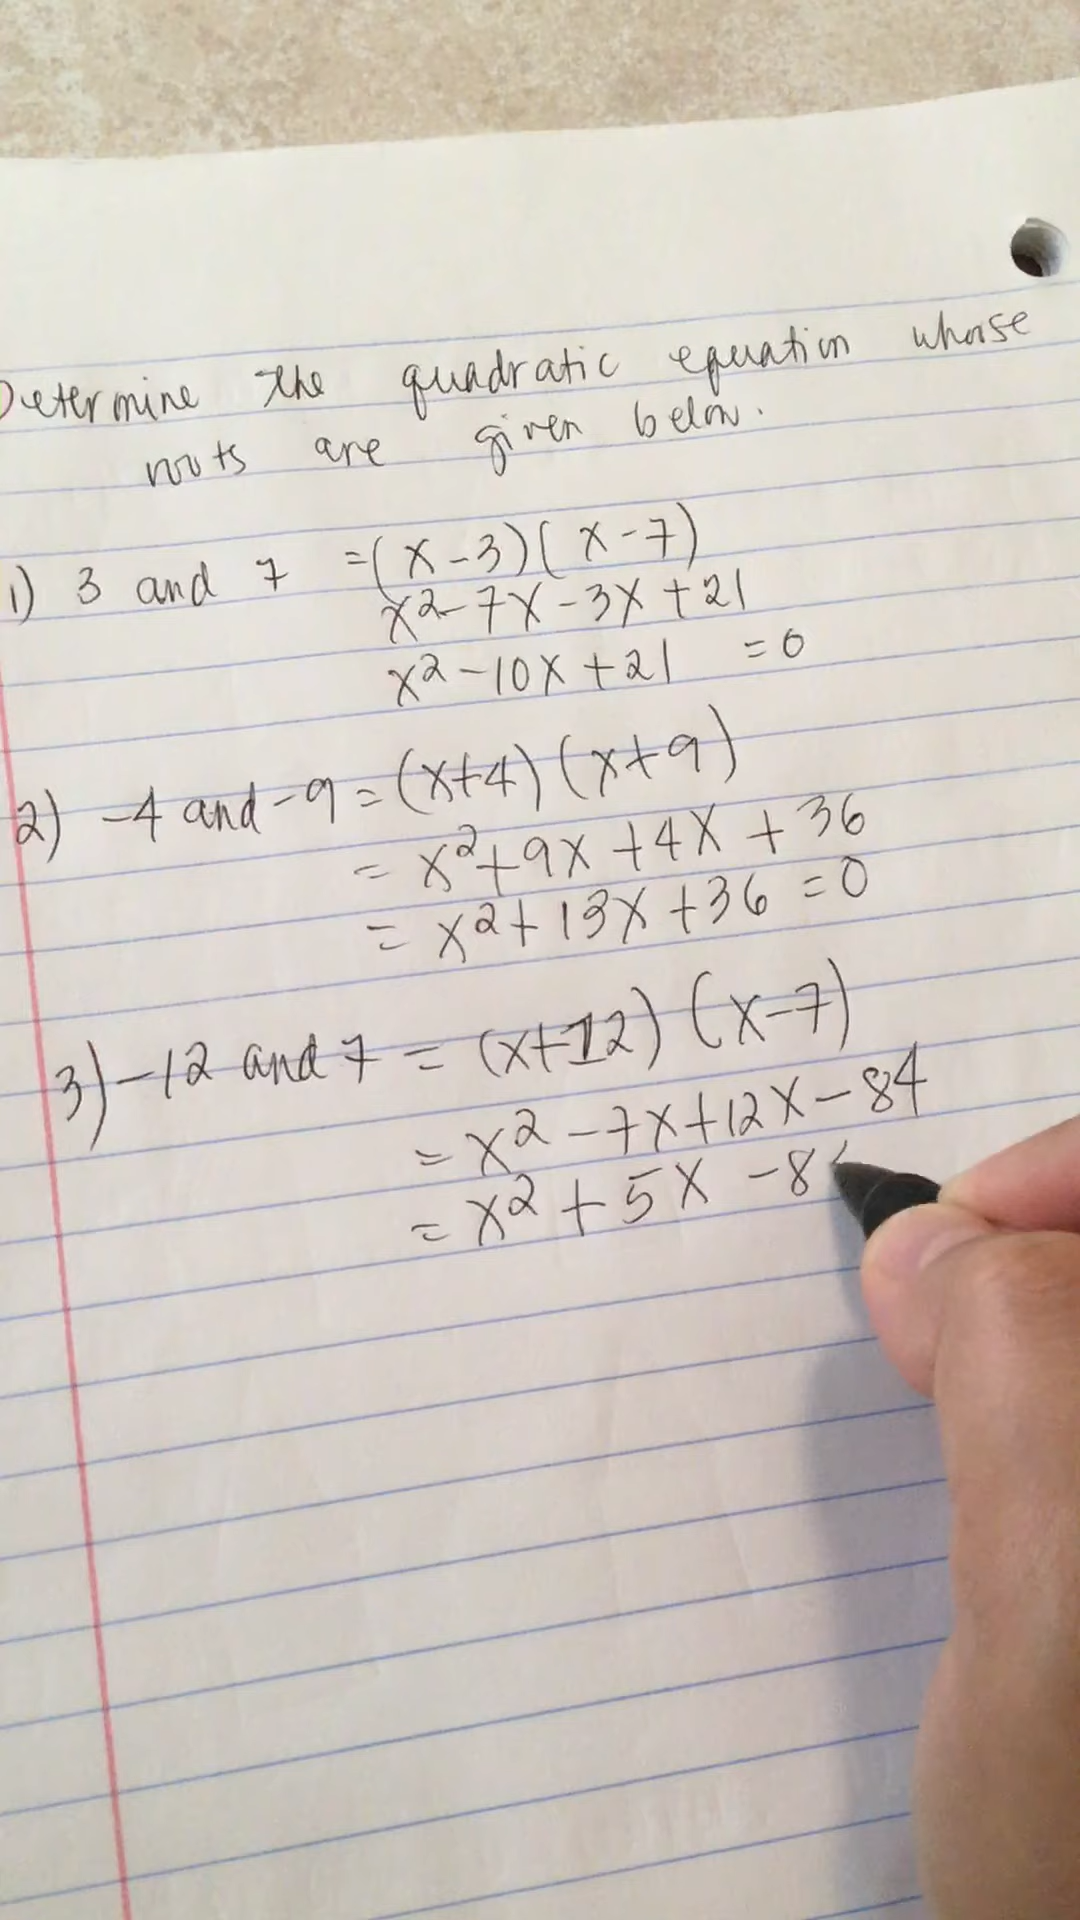 Determine the quadratic equation whose
roots are given below.
1) 3 and 7 =(x-3)(x-7)
x²-7x-3x+21
x²-10x+21 =0
2) -4 and -9 = (x+4)(x+9)
= x²+9x+4x+36
= x²+13x+36=0
3) -12 and 7 = (x+12)(x-7)
= x²-7x+12x-84
= x²+5x-8